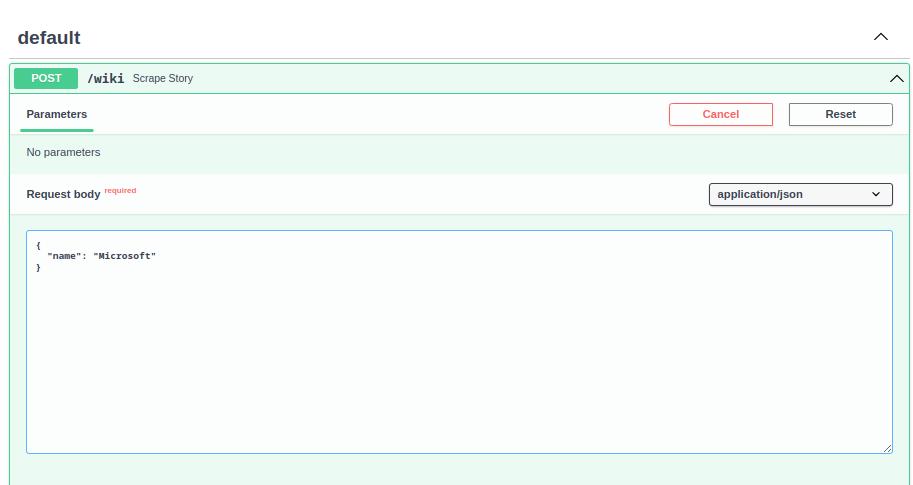 default
POST /wiki Scrape Story
Parameters Cancel Reset
No parameters
Request body required application/json
{
  "name": "Microsoft"
}